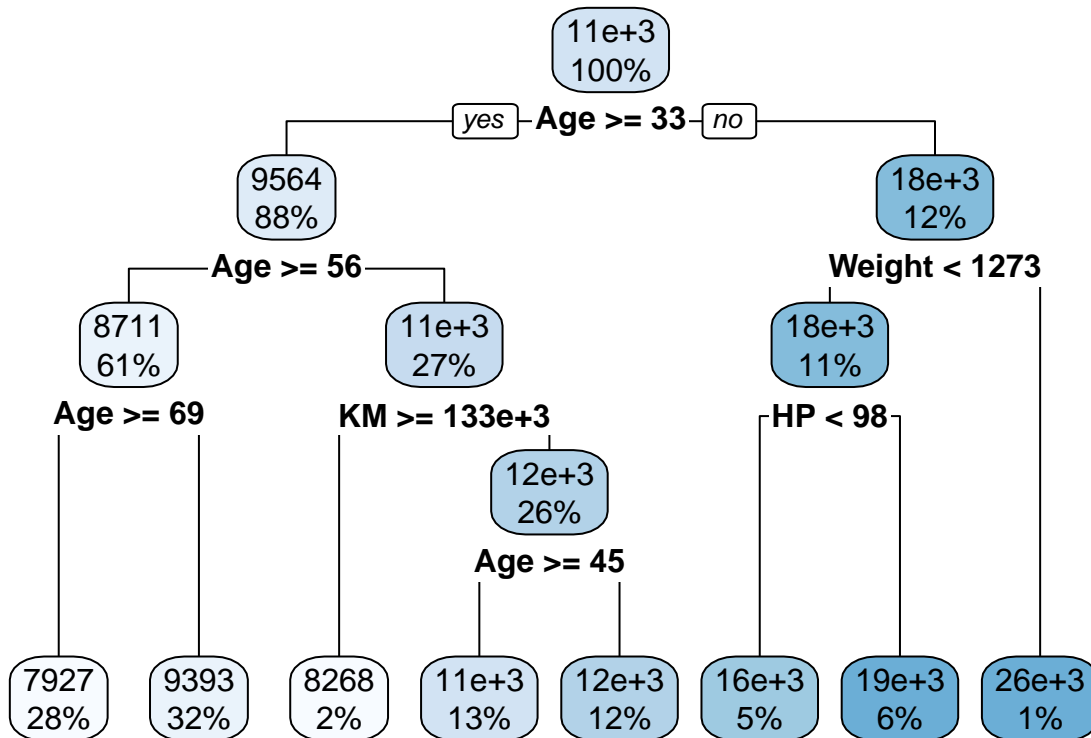 11e+3
100%
yes Age >= 33 no
9564
88%
18e+3
12%
Age >= 56
Weight < 1273
8711
61%
11e+3
27%
18e+3
11%
Age >= 69
KM >= 133e+3
HP < 98
12e+3
26%
Age >= 45
7927
28%
9393
32%
8268
2%
11e+3
13%
12e+3
12%
16e+3
5%
19e+3
6%
26e+3
1%